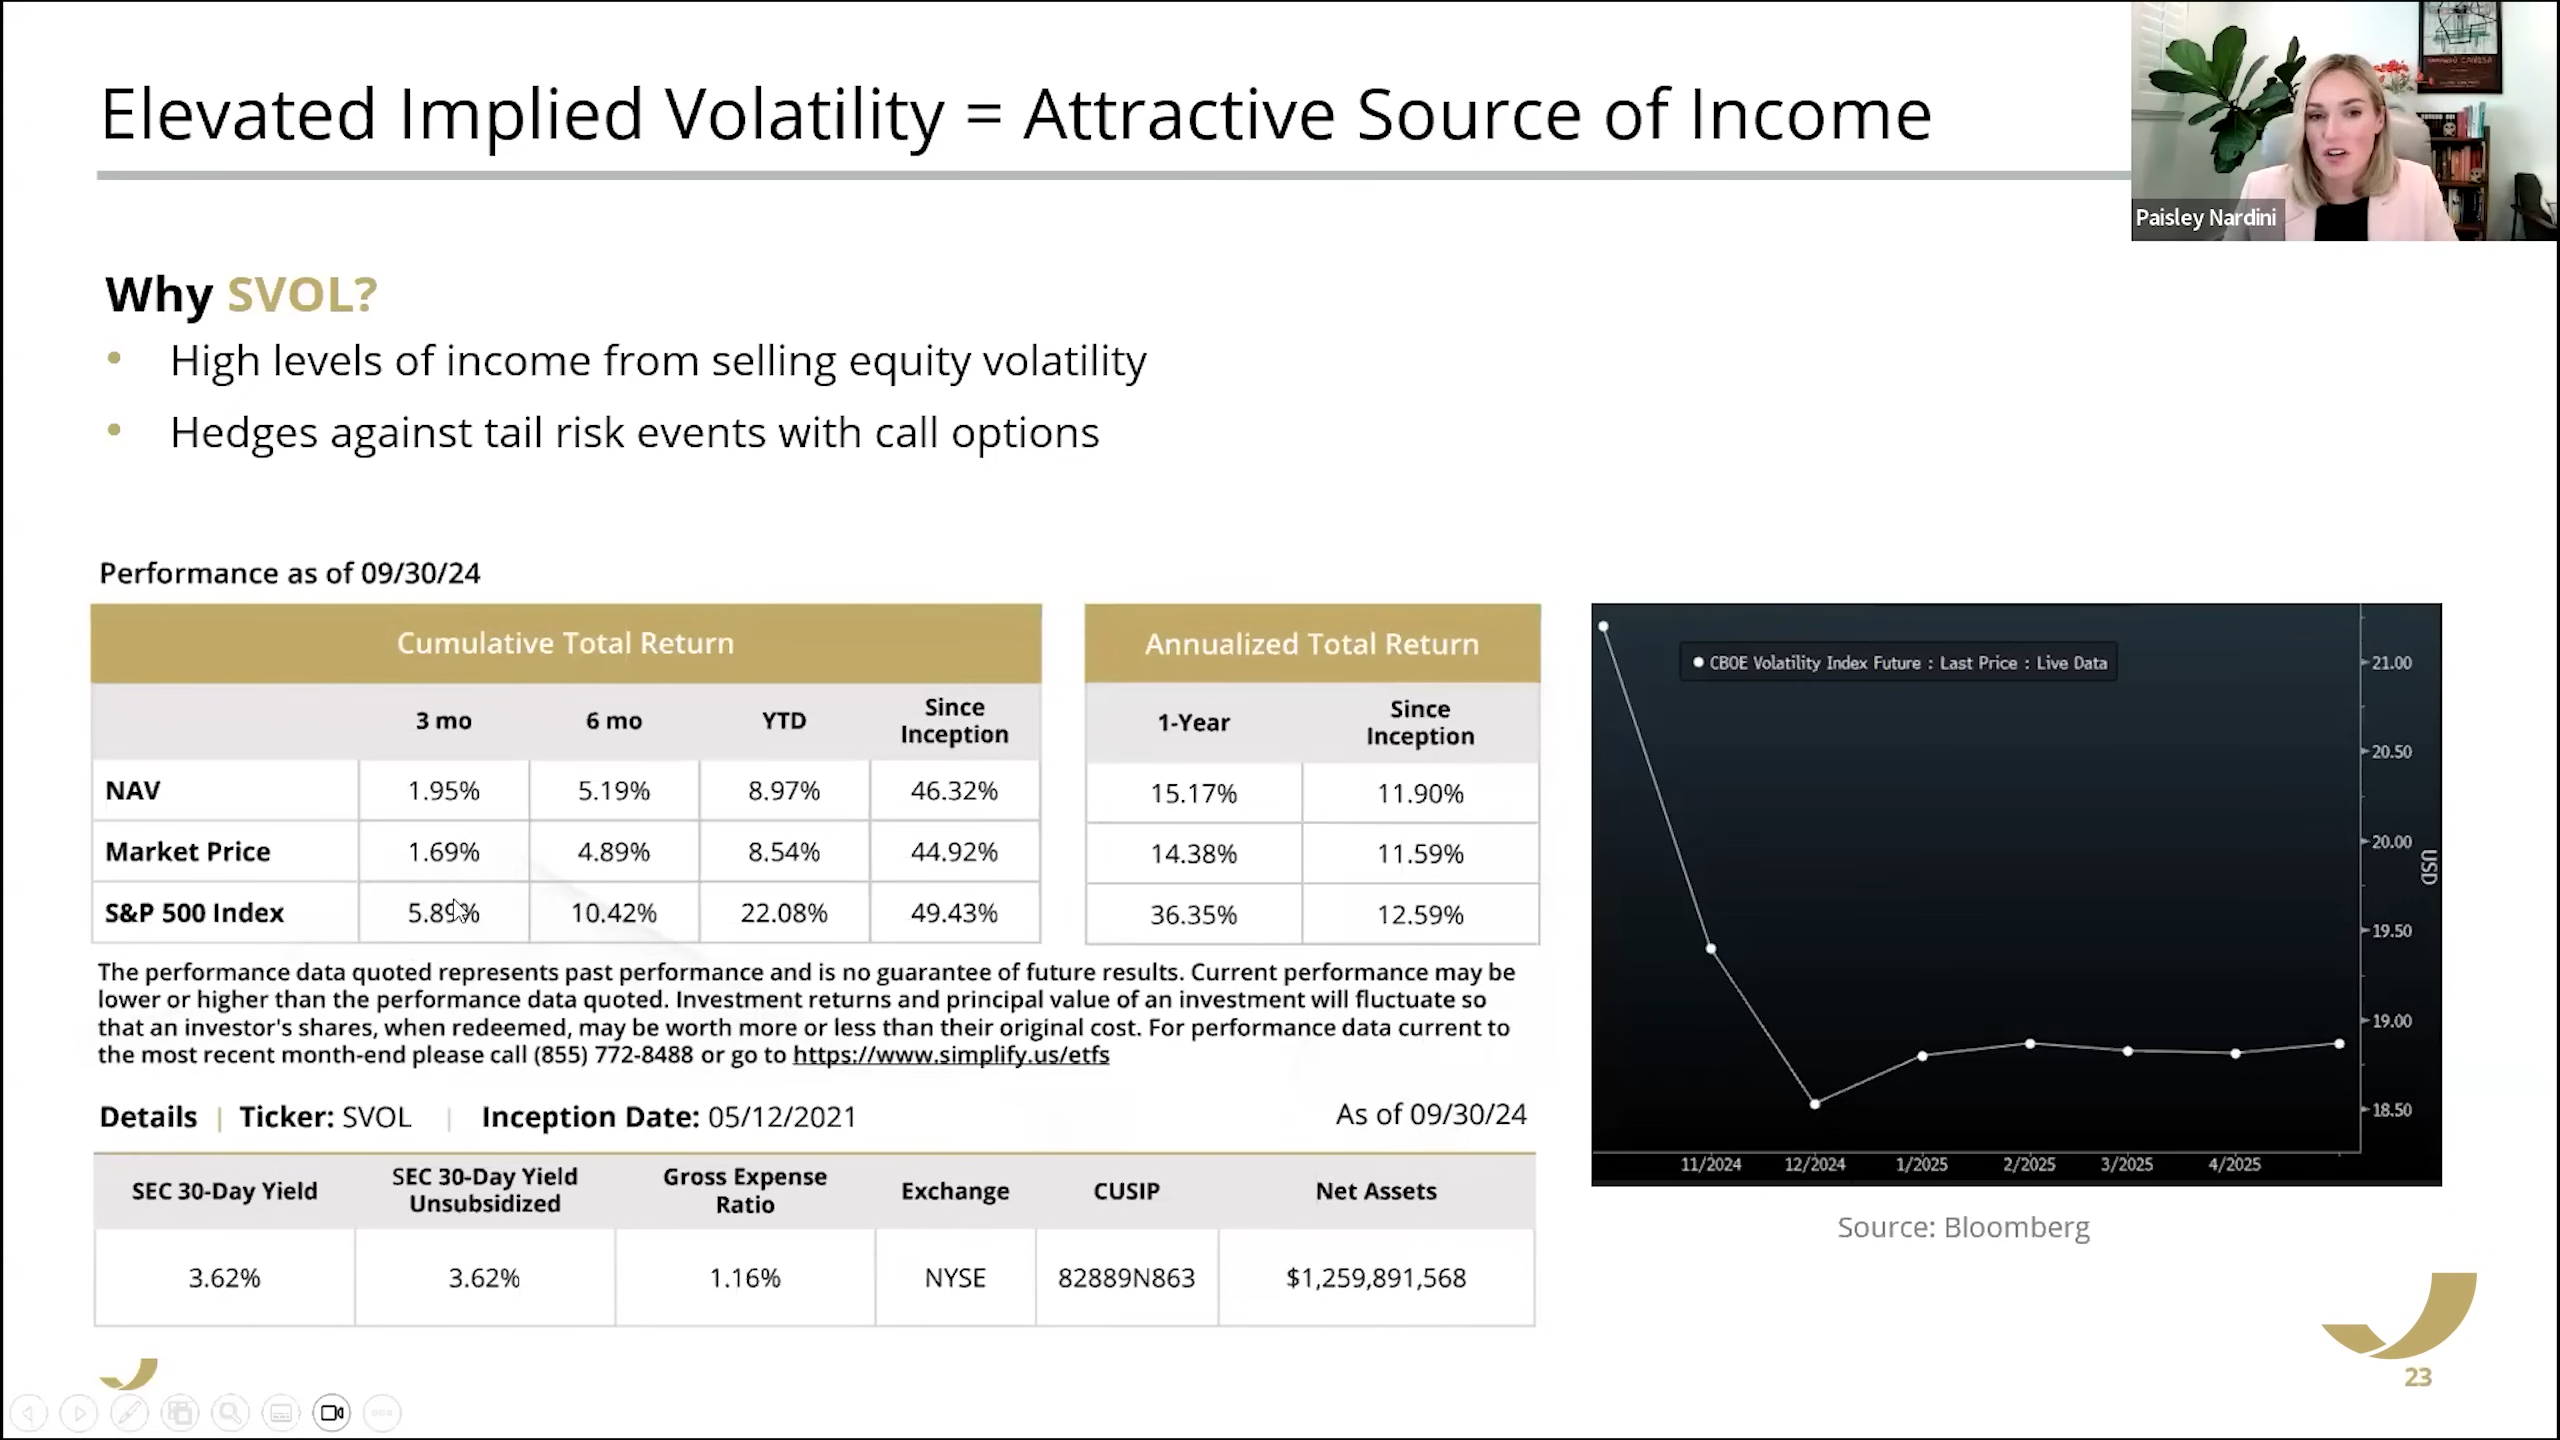 Elevated Implied Volatility = Attractive Source of Income
Paisley Nardini
Why SVOL?
• High levels of income from selling equity volatility
• Hedges against tail risk events with call options
Performance as of 09/30/24
Cumulative Total Return
3 mo 6 mo YTD Since Inception
NAV 1.95% 5.19% 8.97% 46.32%
Market Price 1.69% 4.89% 8.54% 44.92%
S&P 500 Index 5.89% 10.42% 22.08% 49.43%
Annualized Total Return
1-Year Since Inception
15.17% 11.90%
14.38% 11.59%
36.35% 12.59%
The performance data quoted represents past performance and is no guarantee of future results. Current performance may be
lower or higher than the performance data quoted. Investment returns and principal value of an investment will fluctuate so
that an investor's shares, when redeemed, may be worth more or less than their original cost. For performance data current to
the most recent month-end please call (855) 772-8488 or go to https://www.simplify.us/etfs
Details | Ticker: SVOL | Inception Date: 05/12/2021
As of 09/30/24
SEC 30-Day Yield SEC 30-Day Yield Unsubsidized Gross Expense Ratio Exchange CUSIP Net Assets
3.62% 3.62% 1.16% NYSE 82889N863 $1,259,891,568
CBOE Volatility Index Future : Last Price : Live Data
21.00
20.50
20.00
USD
19.50
19.00
18.50
11/2024 12/2024 1/2025 2/2025 3/2025 4/2025
Source: Bloomberg
23